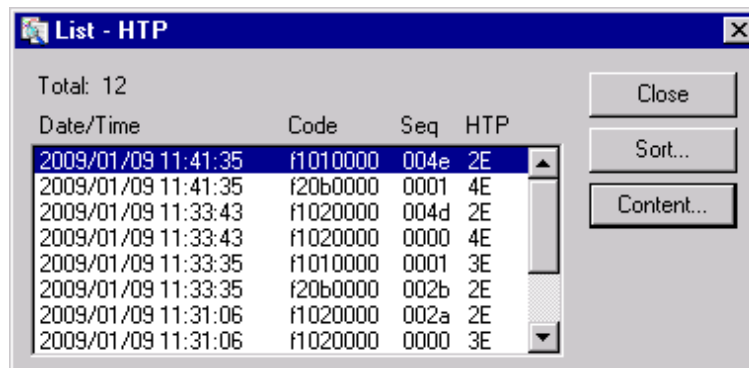 List - HTP
Total: 12
Close
Date/Time Code Seq HTP
Sort...
2009/01/09 11:41:35 f1010000 004e 2E
2009/01/09 11:41:35 f20b0000 0001 4E
Content...
2009/01/09 11:33:43 f1020000 004d 2E
2009/01/09 11:33:43 f1020000 0000 4E
2009/01/09 11:33:35 f1010000 0001 3E
2009/01/09 11:33:35 f20b0000 002b 2E
2009/01/09 11:31:06 f1020000 002a 2E
2009/01/09 11:31:06 f1020000 0000 3E